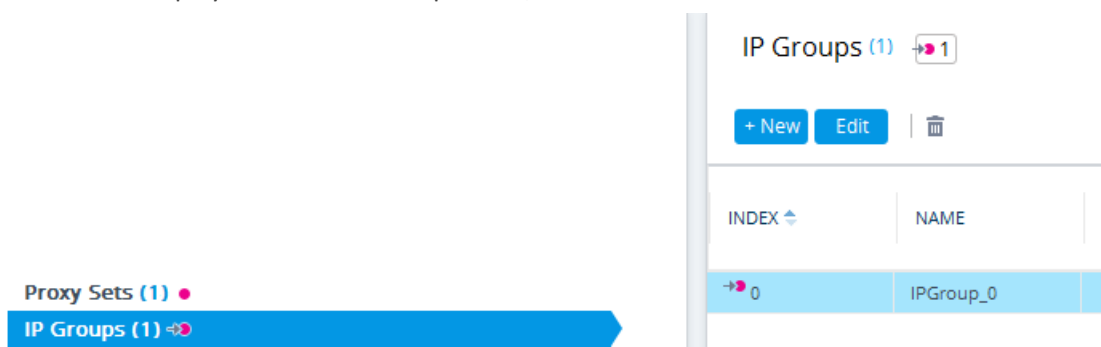 IP Groups (1) 1
+ New Edit
INDEX NAME
0 IPGroup_0
Proxy Sets (1)
IP Groups (1)